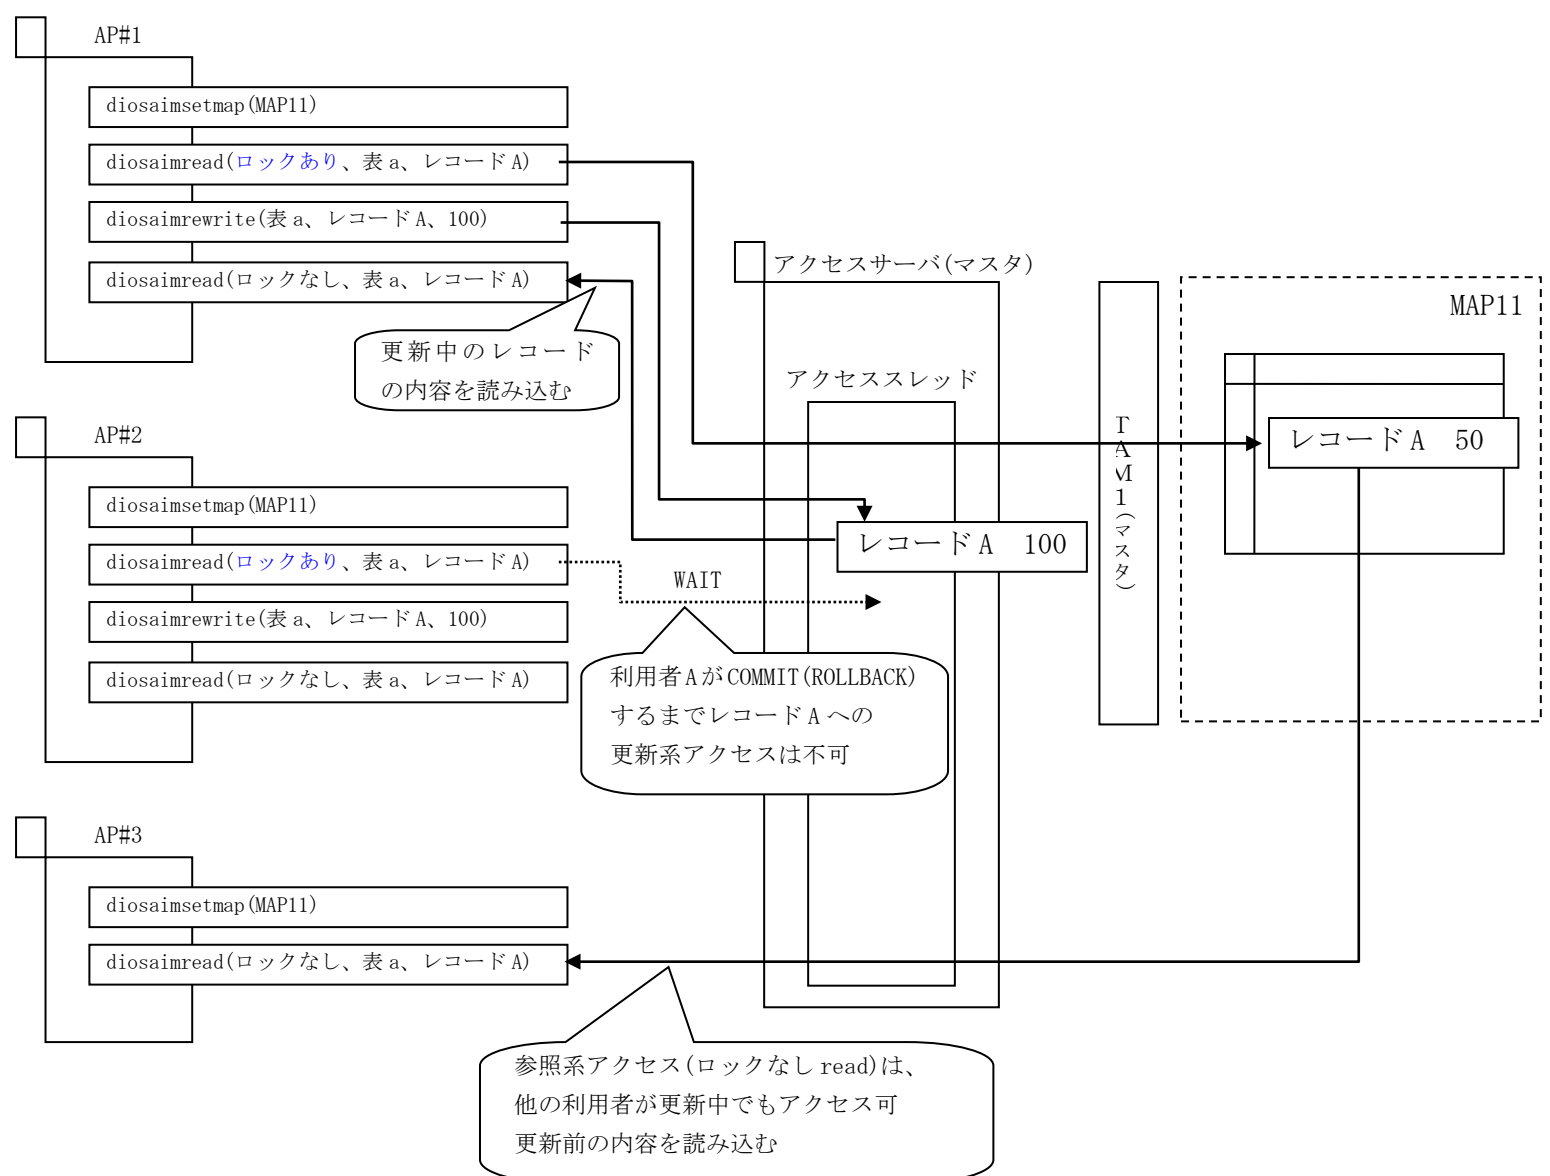 AP#1
diosaimsetmap(MAP11)
diosaimread(ロックあり、表a、レコードA)
diosaimrewrite(表a、レコードA、100)
diosaimread(ロックなし、表a、レコードA)
更新中のレコード
の内容を読み込む
アクセスサーバ(マスタ)
アクセススレッド
レコードA 100
TAM1(マスタ)
MAP11
レコードA 50
AP#2
diosaimsetmap(MAP11)
diosaimread(ロックあり、表a、レコードA)
diosaimrewrite(表a、レコードA、100)
diosaimread(ロックなし、表a、レコードA)
WAIT
利用者AがCOMMIT(ROLLBACK)
するまでレコードAへの
更新系アクセスは不可
AP#3
diosaimsetmap(MAP11)
diosaimread(ロックなし、表a、レコードA)
参照系アクセス(ロックなしread)は、
他の利用者が更新中でもアクセス可
更新前の内容を読み込む